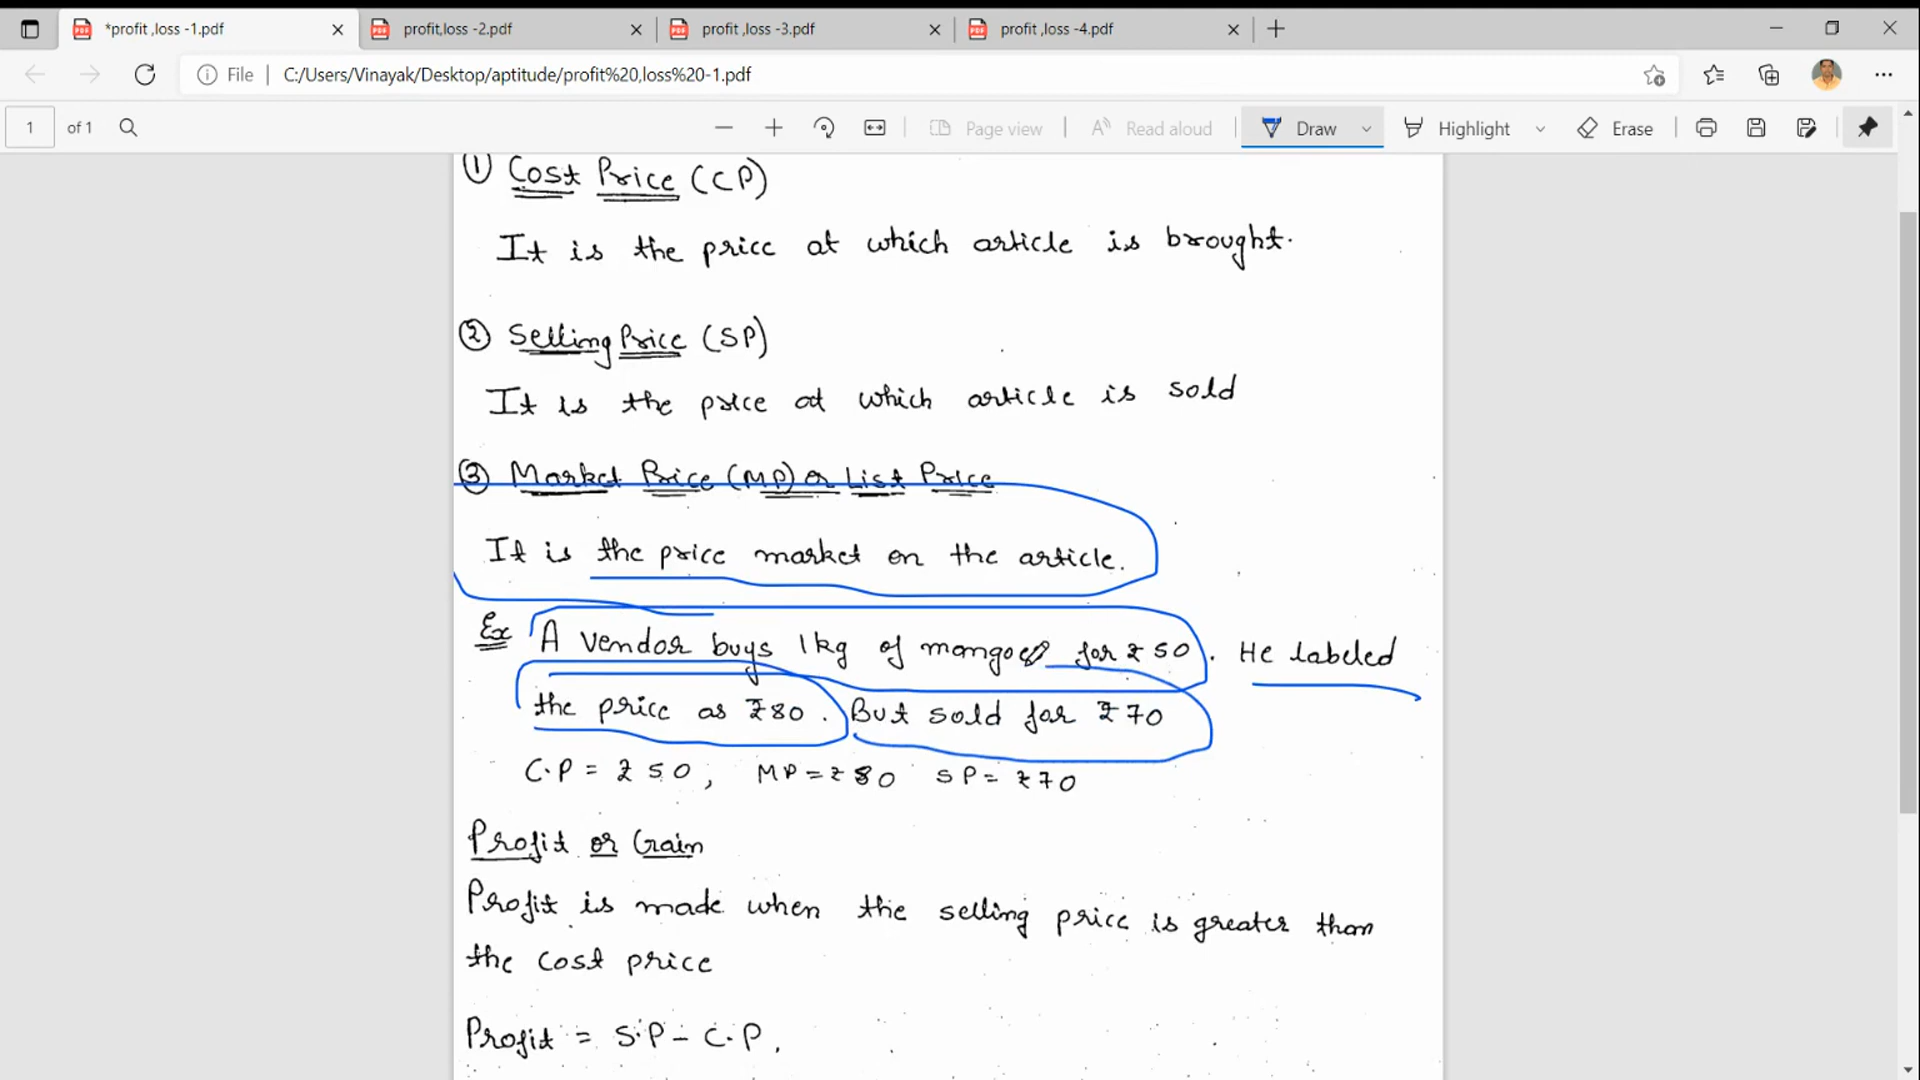 *profit ,loss -1.pdf
profit,loss -2.pdf
profit ,loss -3.pdf
profit ,loss -4.pdf
File
C:/Users/Vinayak/Desktop/aptitude/profit%20,loss%20-1.pdf
1 of 1
Page view
Read aloud
Draw
Highlight
Erase
① Cost Price (CP)
It is the price at which article is brought.
② Selling Price (SP)
It is the price at which article is sold
③ Market Price (MP) or List Price
It is the price market on the article.
Ex A vendor buys 1kg of mangoes for ₹50. He labeled
the price as ₹80. But sold for ₹70
C.P = ₹50, MP = ₹80 SP = ₹70
Profit or Gain
Profit is made when the selling price is greater than
the cost price
Profit = S.P - C.P.